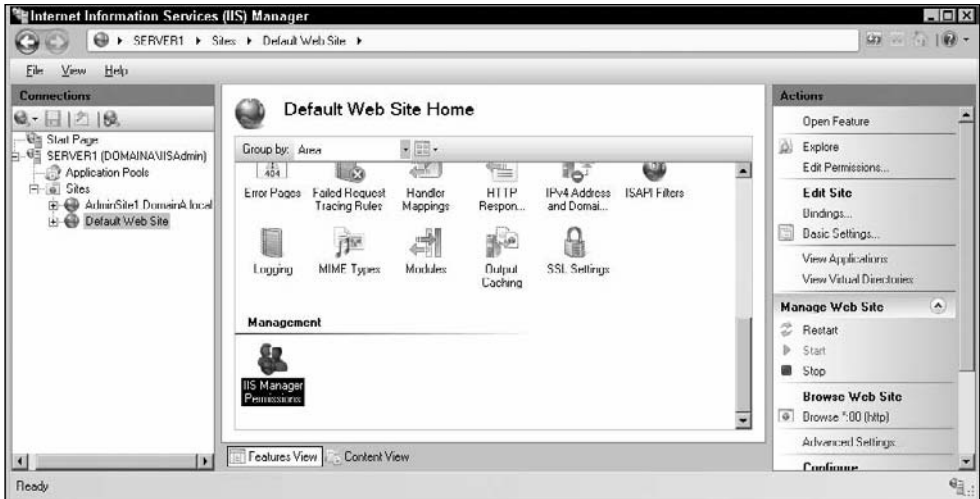 Internet Information Services (IIS) Manager
SERVER1 Sites Default Web Site
File View Help
Connections
Start Page
SERVER1 (DOMAINA\IISAdmin)
Application Pools
Sites
AdminSite1.DomainA.local
Default Web Site
Default Web Site Home
Group by: Area
404
Error Pages
Failed Request Tracing Rules
Handler Mappings
HTTP Respon...
IPv4 Address and Domai...
ISAPI Filters
Logging
MIME Types
Modules
Output Caching
SSL Settings
Management
IIS Manager Permissions
Features View
Content View
Actions
Open Feature
Explore
Edit Permissions...
Edit Site
Bindings...
Basic Settings...
View Applications
View Virtual Directories
Manage Web Site
Restart
Start
Stop
Browse Web Site
Browse *:80 (http)
Advanced Settings
Configure
Ready